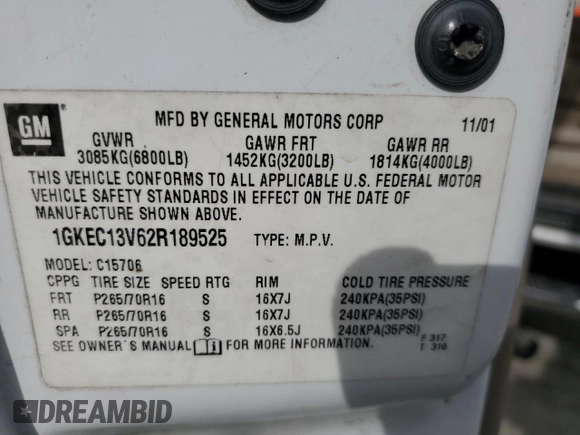 GM
MFD BY GENERAL MOTORS CORP 11/01
GVWR GAWR FRT GAWR RR
3085KG(6800LB) 1452KG(3200LB) 1814KG(4000LB)
THIS VEHICLE CONFORMS TO ALL APPLICABLE U.S. FEDERAL MOTOR
VEHICLE SAFETY STANDARDS IN EFFECT ON THE DATE OF
MANUFACTURE SHOWN ABOVE.
1GKEC13V62R189525 TYPE: M.P.V.
MODEL: C15706
CPPG TIRE SIZE SPEED RTG RIM COLD TIRE PRESSURE
FRT P265/70R16 S 16X7J 240KPA(35PSI)
RR P265/70R16 S 16X7J 240KPA(35PSI)
SPA P265/70R16 S 16X6.5J 240KPA(35PSI)
SEE OWNER'S MANUAL FOR MORE INFORMATION.
F 317
T 310
DREAMBID